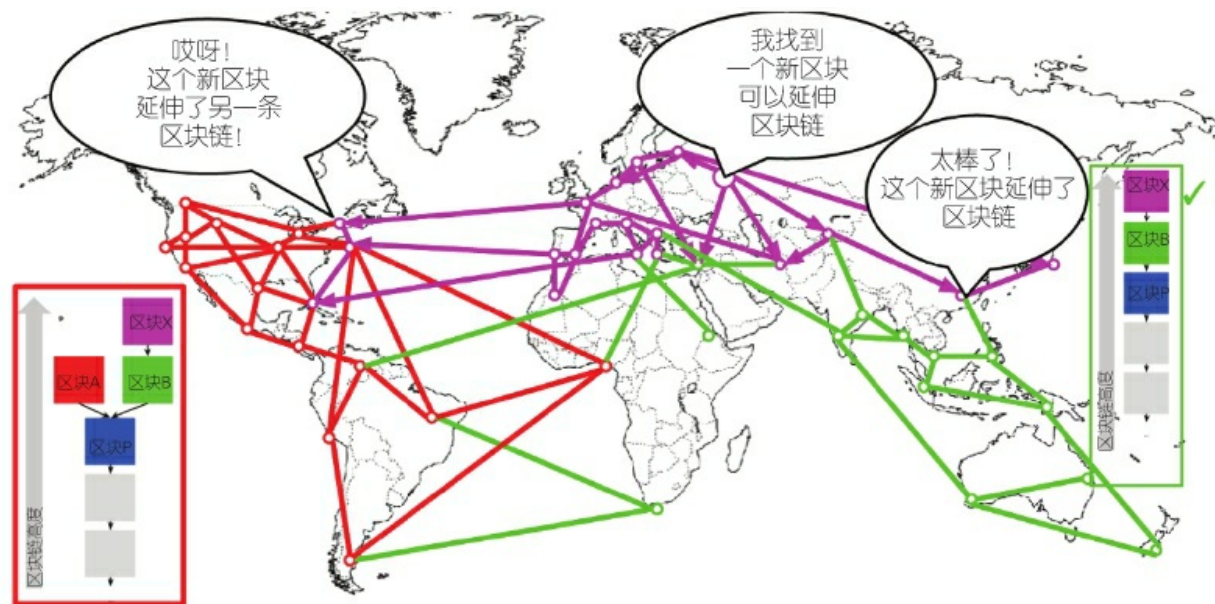 哎呀！
这个新区块
延伸了另一条
区块链！
我找到
一个新区块
可以延伸
区块链
太棒了！
这个新区块延伸了
区块链
区块X
区块B
区块P
区块链高度
区块X
区块A
区块B
区块P
区块链高度